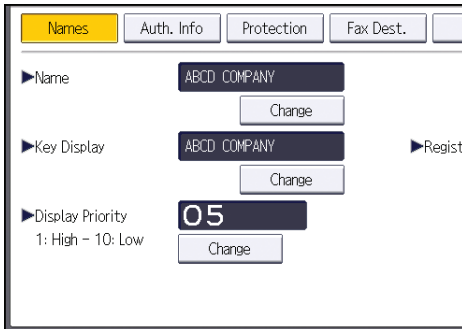 Names
Auth. Info
Protection
Fax Dest.
▶Name
ABCD COMPANY
Change
▶Key Display
ABCD COMPANY
▶Regist
Change
▶Display Priority
05
1: High - 10: Low
Change